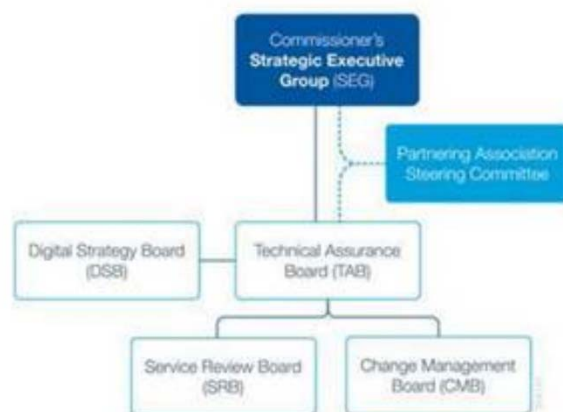 Commissioner's
Strategic Executive
Group (SEG)
Partnering Association
Steering Committee
Digital Strategy Board
(DSB)
Technical Assurance
Board (TAB)
Service Review Board
(SRB)
Change Management
Board (CMB)